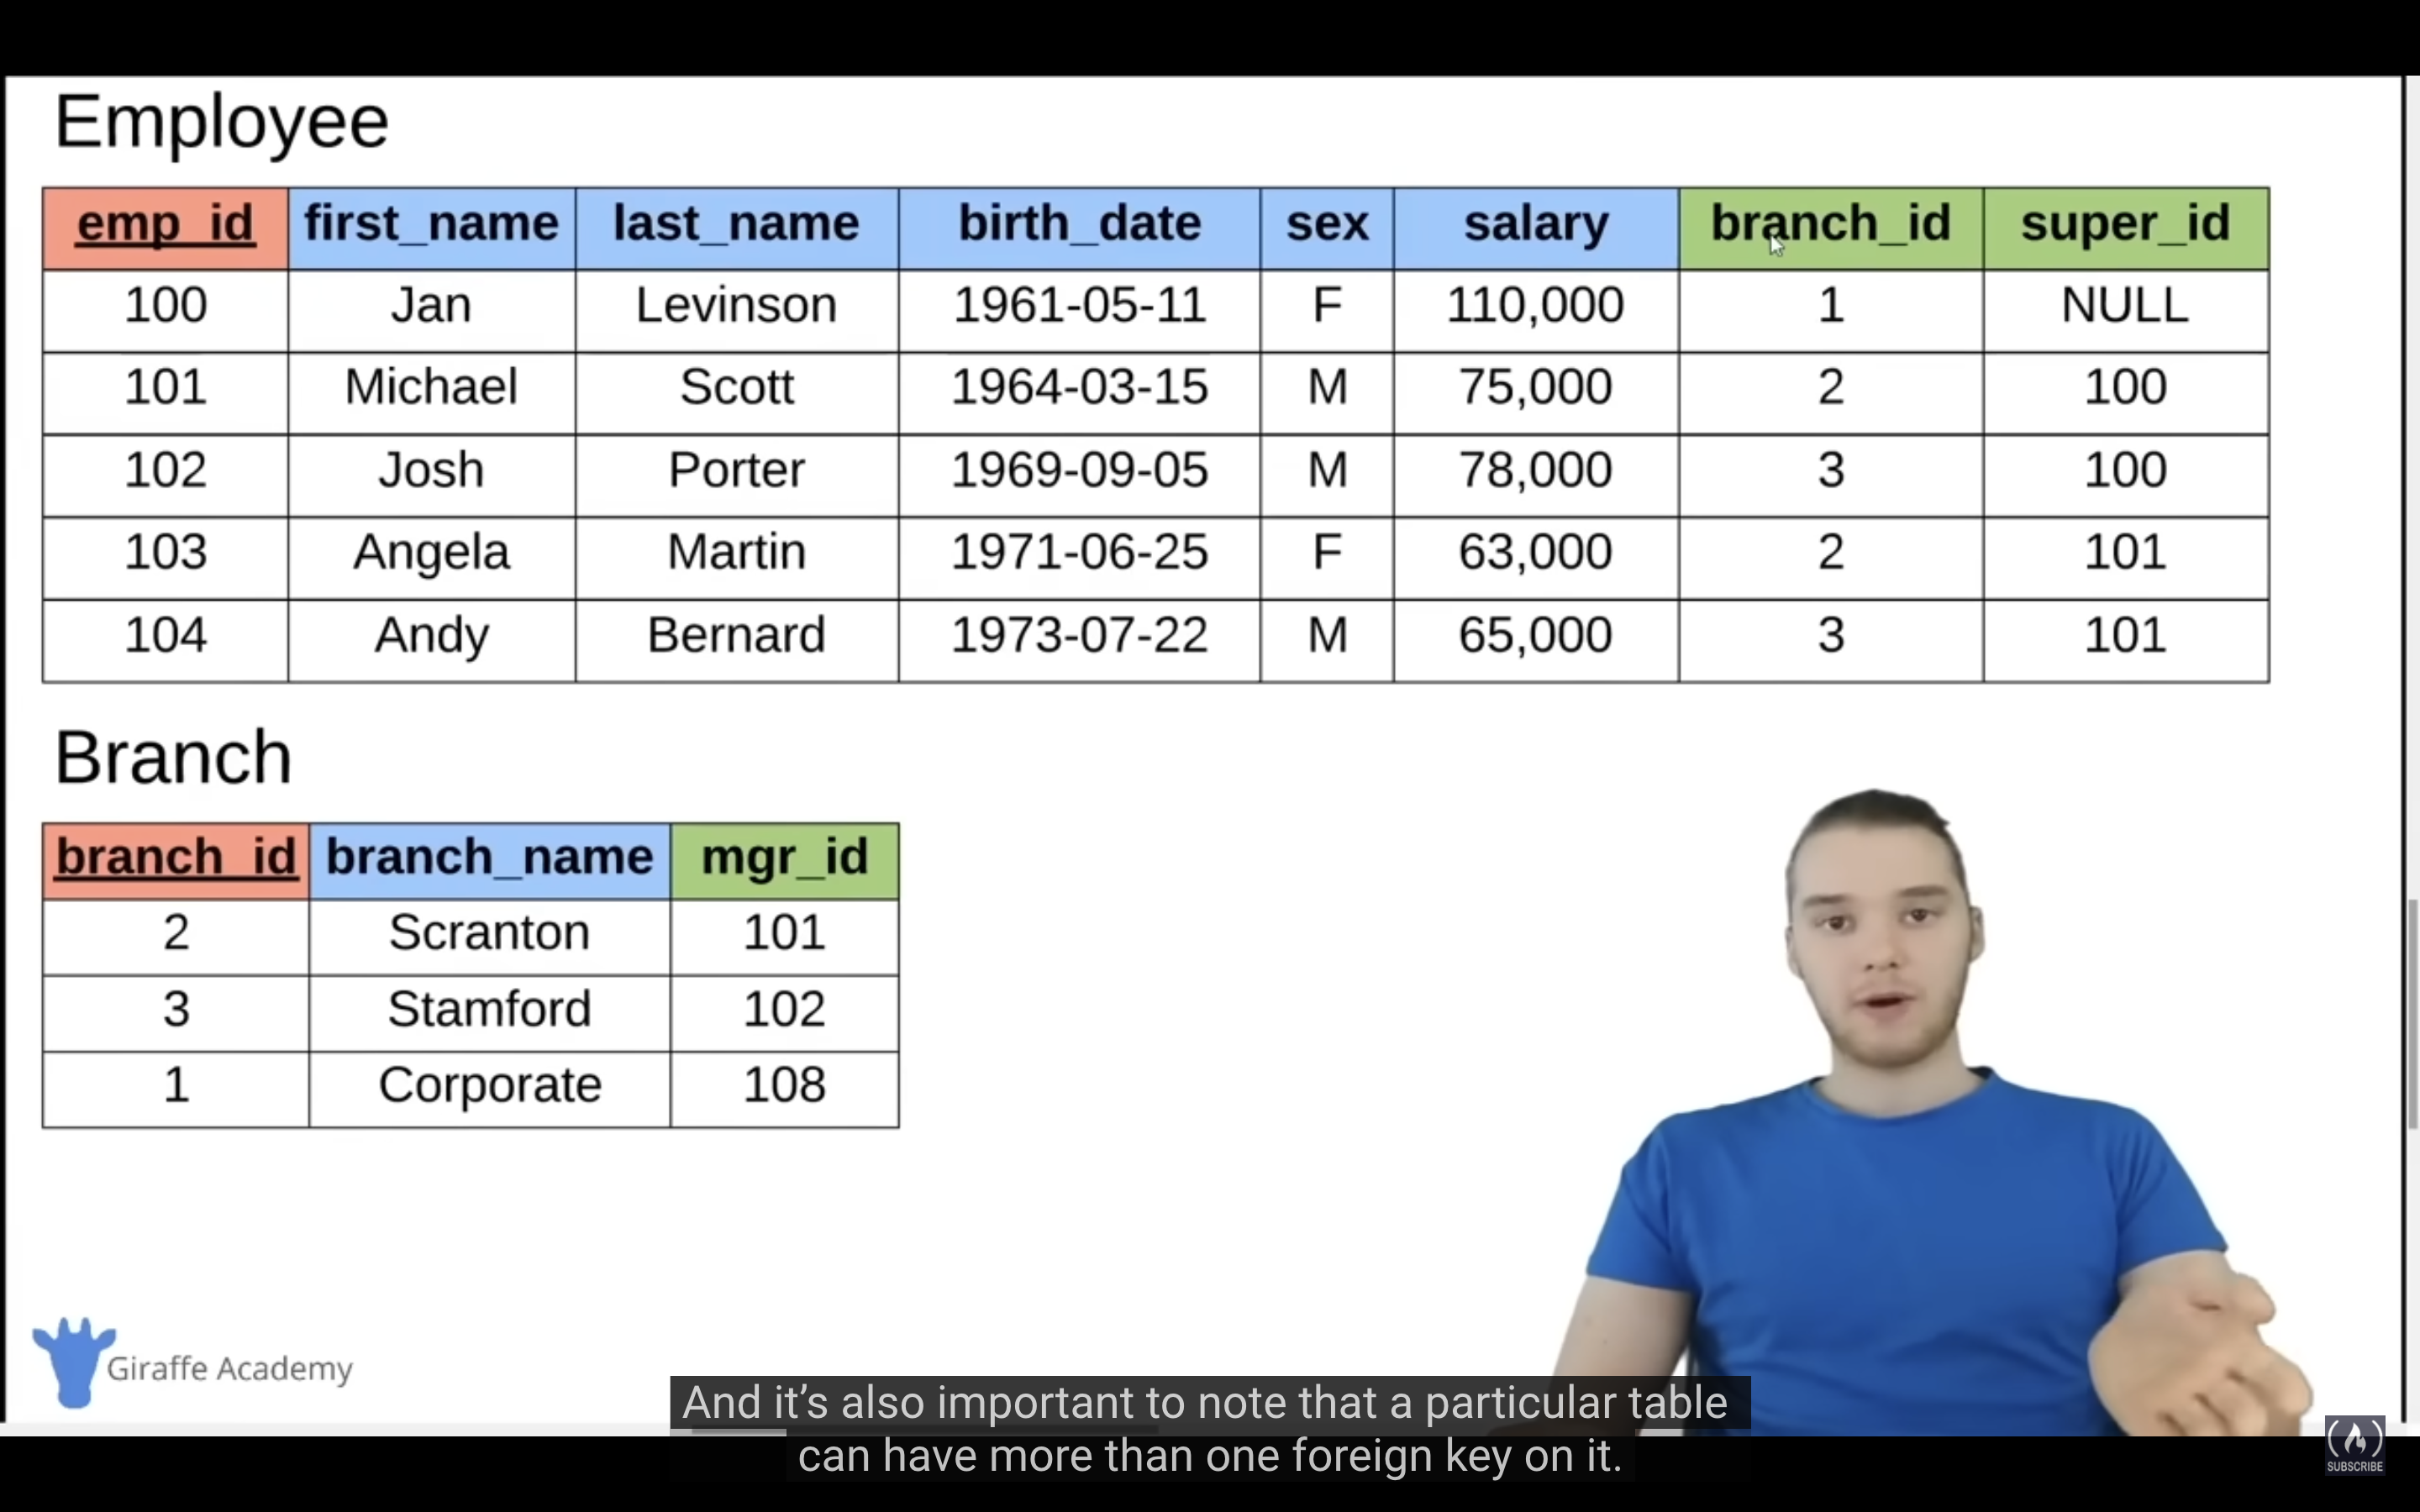 Employee
emp_id first_name last_name birth_date sex salary branch_id super_id
100 Jan Levinson 1961-05-11 F 110,000 1 NULL
101 Michael Scott 1964-03-15 M 75,000 2 100
102 Josh Porter 1969-09-05 M 78,000 3 100
103 Angela Martin 1971-06-25 F 63,000 2 101
104 Andy Bernard 1973-07-22 M 65,000 3 101
Branch
branch_id branch_name mgr_id
2 Scranton 101
3 Stamford 102
1 Corporate 108
Giraffe Academy
And it’s also important to note that a particular table
can have more than one foreign key on it.
SUBSCRIBE